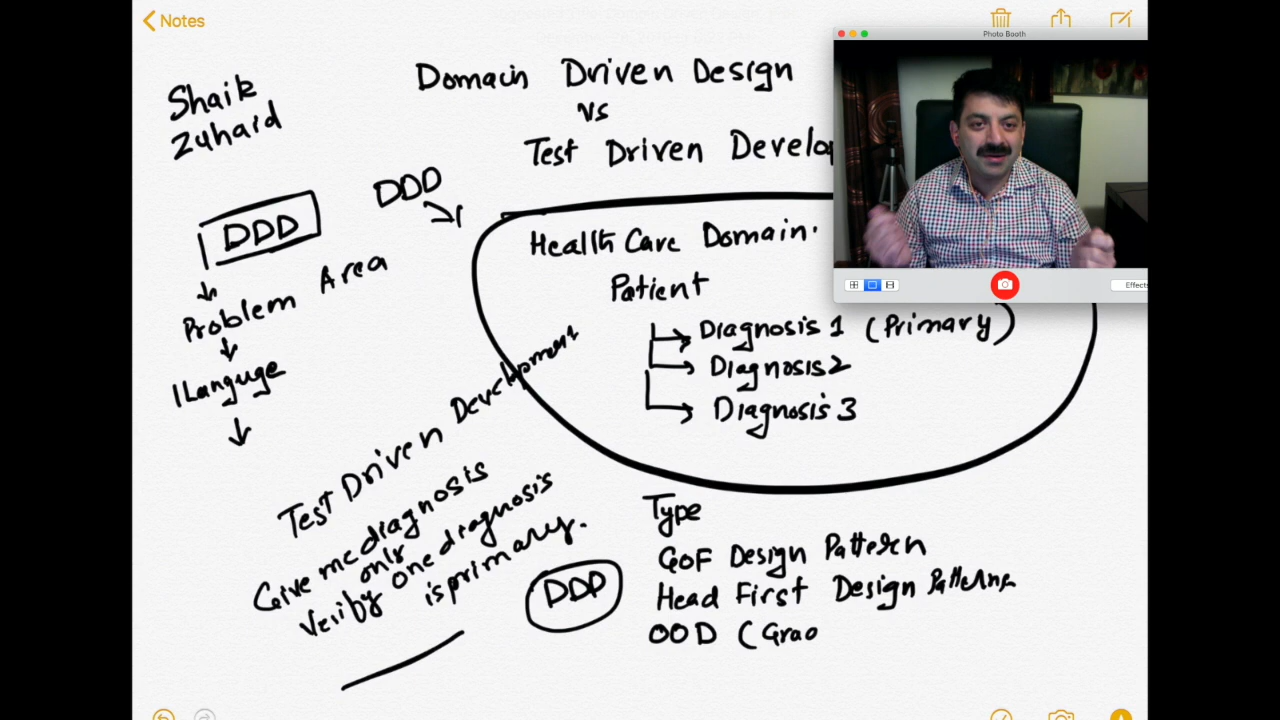 Notes
Photo Booth
Effects
Shaik
Zuhaid
Domain Driven Design
vs
Test Driven Develop
DDD
DDD
Problem Area
Languge
Health Care Domain.
Patient
Diagnosis 1 (Primary)
Diagnosis 2
Diagnosis 3
Test Driven Development
Give me diagnosis
only
Verify one diagnosis
is primary.
DDD
Type
GOF Design Pattern
Head First Design Patterns
OOD (Grao